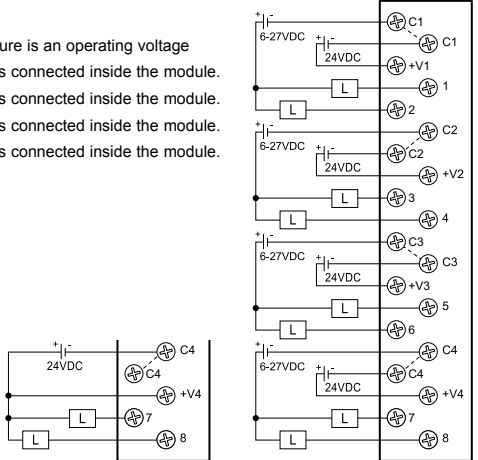 ure is an operating voltage
s connected inside the module.
s connected inside the module.
s connected inside the module.
s connected inside the module.
+ -
24VDC
C4
C4
+V4
L
7
L
8
+ -
6-27VDC
C1
+ -
24VDC
C1
+V1
L
1
L
2
+ -
6-27VDC
C2
+ -
24VDC
C2
+V2
L
3
L
4
+ -
6-27VDC
C3
+ -
24VDC
C3
+V3
L
5
L
6
+ -
6-27VDC
C4
+ -
24VDC
C4
+V4
L
7
L
8